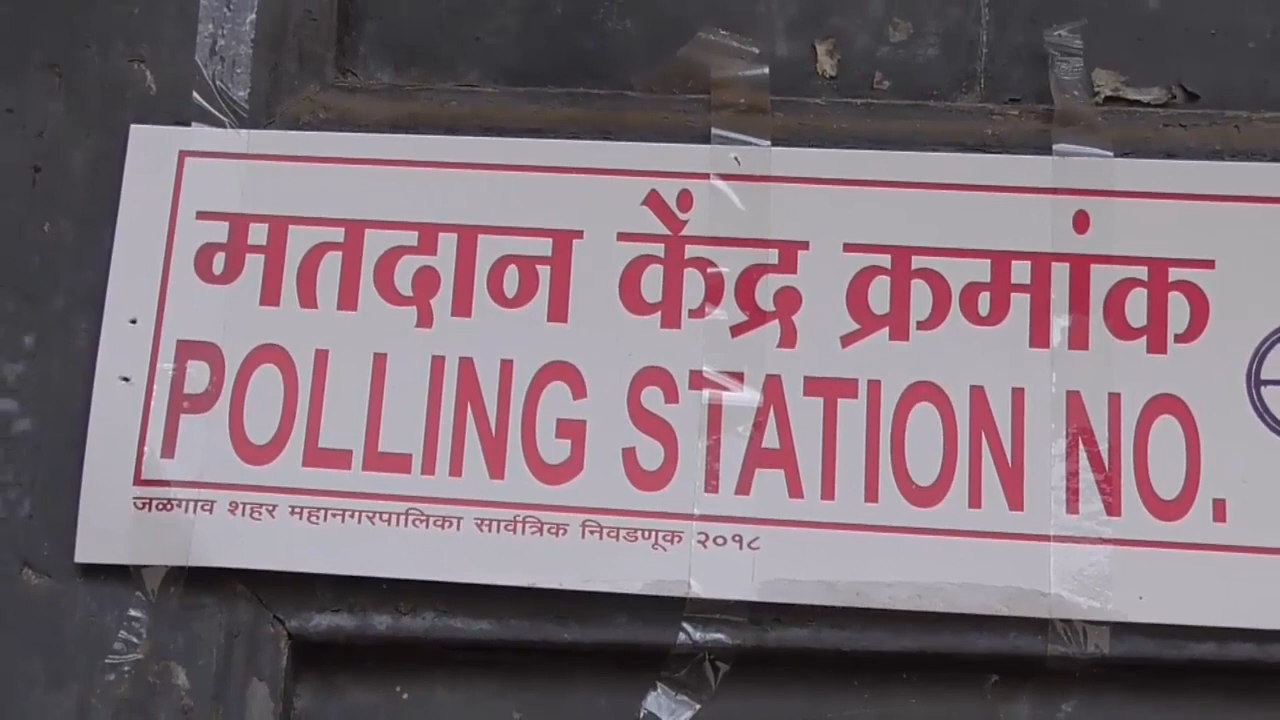 मतदान केंद्र क्रमांक
POLLING STATION NO.
जळगाव शहर महानगरपालिका सार्वत्रिक निवडणूक २०१८